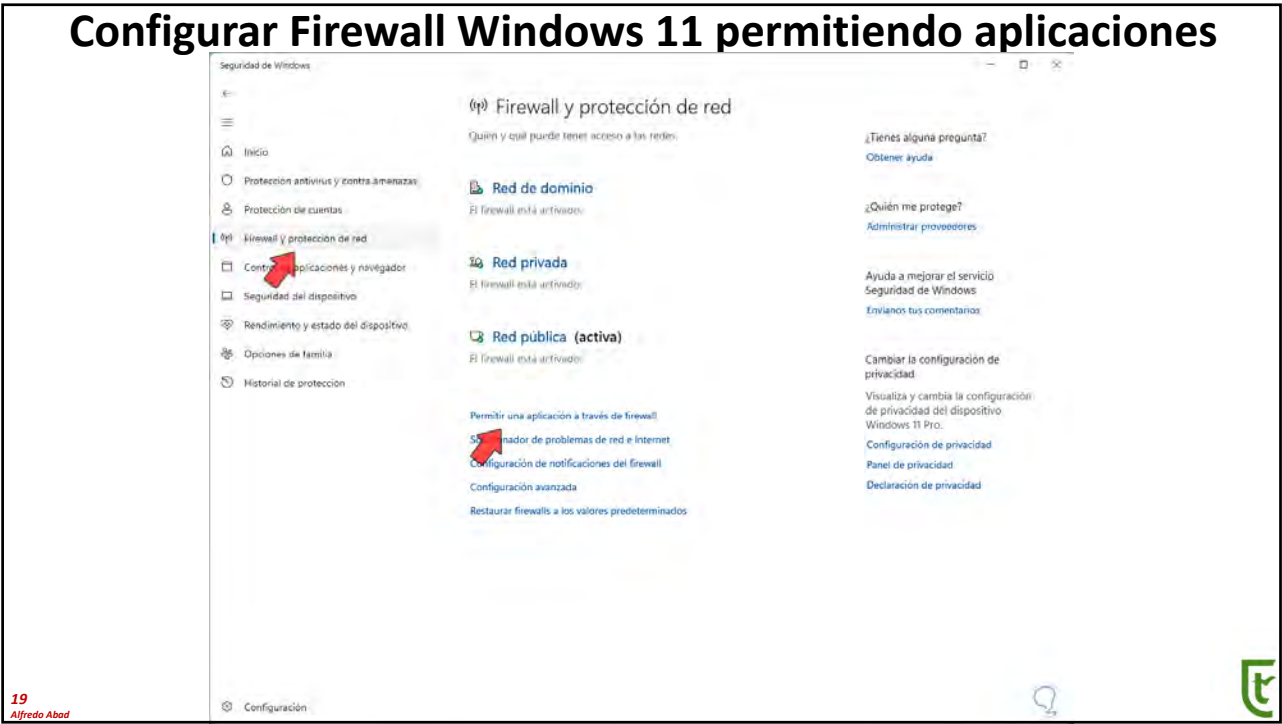 Configurar Firewall Windows 11 permitiendo aplicaciones
Seguridad de Windows
Inicio
Protección antivirus y contra amenazas
Protección de cuentas
Firewall y protección de red
Control aplicaciones y navegador
Seguridad del dispositivo
Rendimiento y estado del dispositivo
Opciones de familia
Historial de protección
Configuración
Firewall y protección de red
Quién y qué puede tener acceso a las redes.
Red de dominio
El firewall está activado.
Red privada
El firewall está activado.
Red pública (activa)
El firewall está activado.
Permitir una aplicación a través de firewall
de problemas de red e Internet
Configuración de notificaciones del firewall
Configuración avanzada
Restaurar firewalls a los valores predeterminados
¿Tienes alguna pregunta?
Obtener ayuda
¿Quién me protege?
Administrar proveedores
Ayuda a mejorar el servicio
Seguridad de Windows
Envíanos tus comentarios
Cambiar la configuración de
privacidad
Visualiza y cambia la configuración
de privacidad del dispositivo
Windows 11 Pro.
Configuración de privacidad
Panel de privacidad
Declaración de privacidad
19
Alfredo Abad